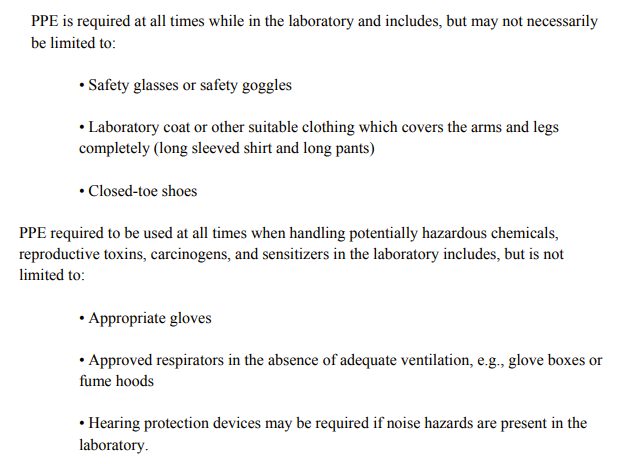 PPE is required at all times while in the laboratory and includes, but may not necessarily
be limited to:
• Safety glasses or safety goggles
• Laboratory coat or other suitable clothing which covers the arms and legs
completely (long sleeved shirt and long pants)
• Closed-toe shoes
PPE required to be used at all times when handling potentially hazardous chemicals,
reproductive toxins, carcinogens, and sensitizers in the laboratory includes, but is not
limited to:
• Appropriate gloves
• Approved respirators in the absence of adequate ventilation, e.g., glove boxes or
fume hoods
• Hearing protection devices may be required if noise hazards are present in the
laboratory.